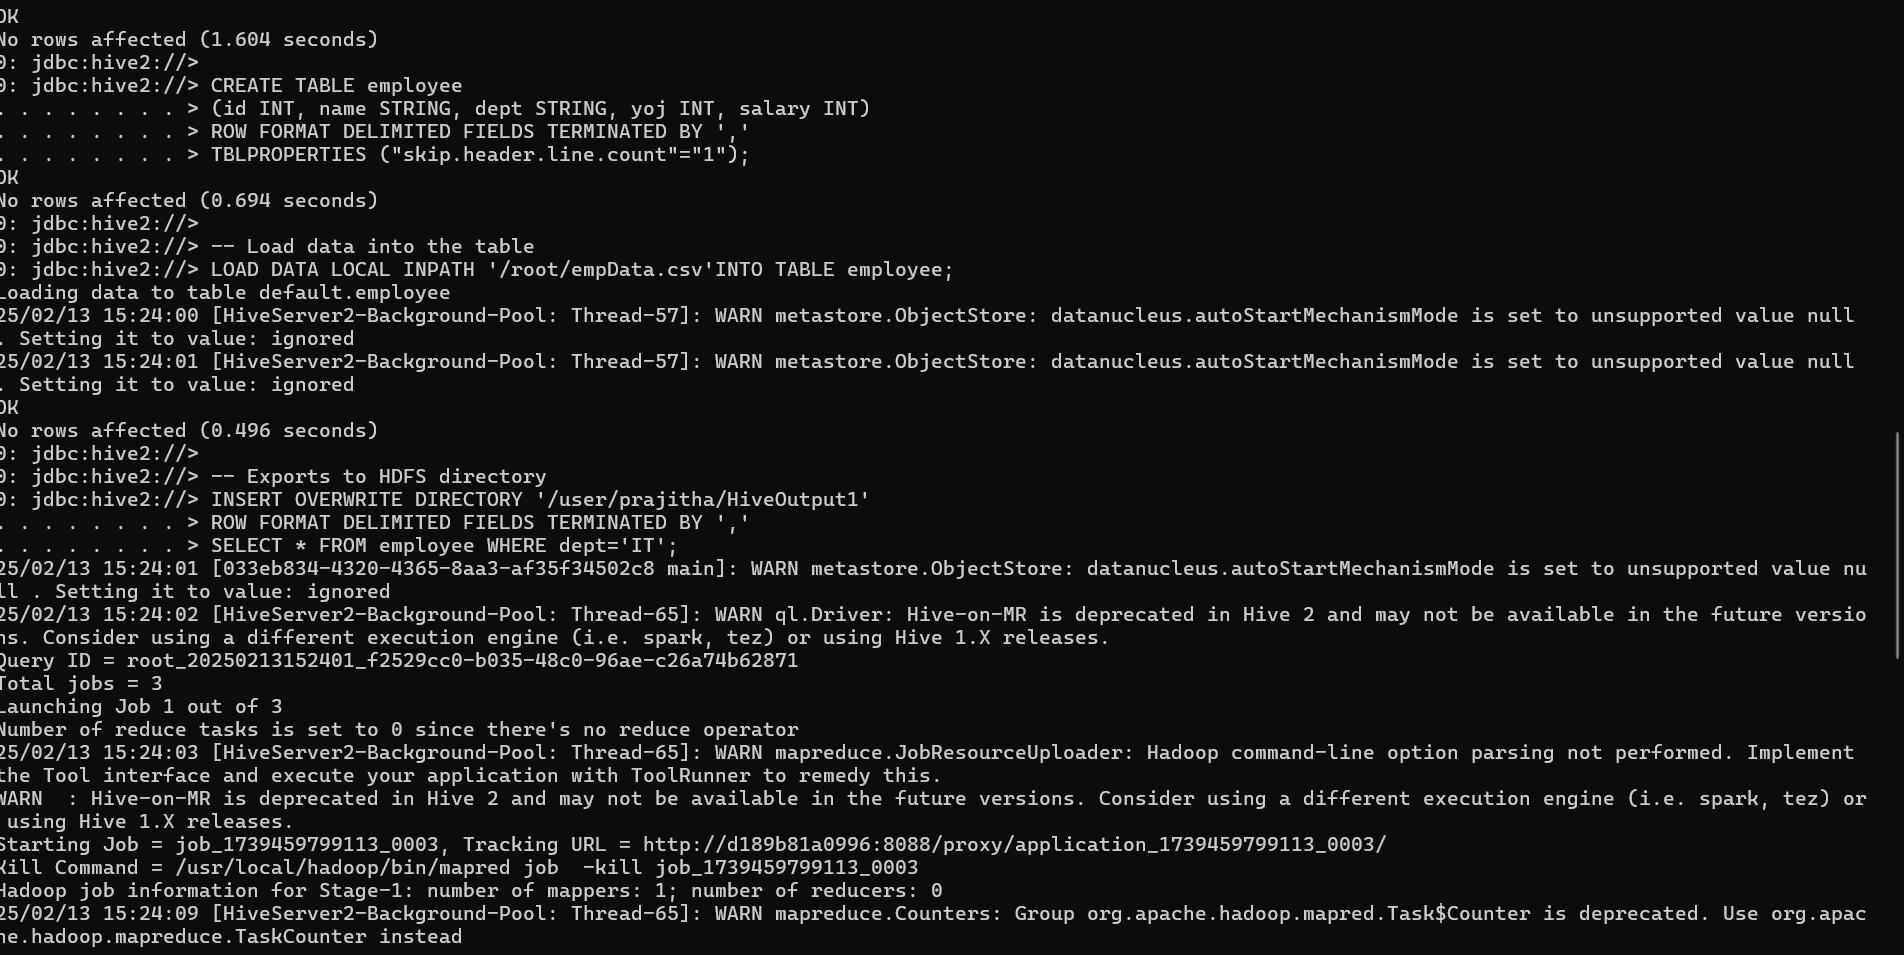 OK
No rows affected (1.604 seconds)
0: jdbc:hive2://>
0: jdbc:hive2://> CREATE TABLE employee
. . . . . . . . > (id INT, name STRING, dept STRING, yoj INT, salary INT)
. . . . . . . . > ROW FORMAT DELIMITED FIELDS TERMINATED BY ','
. . . . . . . . > TBLPROPERTIES ("skip.header.line.count"="1");
OK
No rows affected (0.694 seconds)
0: jdbc:hive2://>
0: jdbc:hive2://> -- Load data into the table
0: jdbc:hive2://> LOAD DATA LOCAL INPATH '/root/empData.csv'INTO TABLE employee;
Loading data to table default.employee
25/02/13 15:24:00 [HiveServer2-Background-Pool: Thread-57]: WARN metastore.ObjectStore: datanucleus.autoStartMechanismMode is set to unsupported value null
. Setting it to value: ignored
25/02/13 15:24:01 [HiveServer2-Background-Pool: Thread-57]: WARN metastore.ObjectStore: datanucleus.autoStartMechanismMode is set to unsupported value null
. Setting it to value: ignored
OK
No rows affected (0.496 seconds)
0: jdbc:hive2://>
0: jdbc:hive2://> -- Exports to HDFS directory
0: jdbc:hive2://> INSERT OVERWRITE DIRECTORY '/user/prajitha/HiveOutput1'
. . . . . . . . > ROW FORMAT DELIMITED FIELDS TERMINATED BY ','
. . . . . . . . > SELECT * FROM employee WHERE dept='IT';
25/02/13 15:24:01 [033eb834-4320-4365-8aa3-af35f34502c8 main]: WARN metastore.ObjectStore: datanucleus.autoStartMechanismMode is set to unsupported value nu
ll . Setting it to value: ignored
25/02/13 15:24:02 [HiveServer2-Background-Pool: Thread-65]: WARN ql.Driver: Hive-on-MR is deprecated in Hive 2 and may not be available in the future versio
ns. Consider using a different execution engine (i.e. spark, tez) or using Hive 1.X releases.
Query ID = root_20250213152401_f2529cc0-b035-48c0-96ae-c26a74b62871
Total jobs = 3
Launching Job 1 out of 3
Number of reduce tasks is set to 0 since there's no reduce operator
25/02/13 15:24:03 [HiveServer2-Background-Pool: Thread-65]: WARN mapreduce.JobResourceUploader: Hadoop command-line option parsing not performed. Implement
the Tool interface and execute your application with ToolRunner to remedy this.
WARN  : Hive-on-MR is deprecated in Hive 2 and may not be available in the future versions. Consider using a different execution engine (i.e. spark, tez) or
using Hive 1.X releases.
Starting Job = job_1739459799113_0003, Tracking URL = http://d189b81a0996:8088/proxy/application_1739459799113_0003/
Kill Command = /usr/local/hadoop/bin/mapred job  -kill job_1739459799113_0003
Hadoop job information for Stage-1: number of mappers: 1; number of reducers: 0
25/02/13 15:24:09 [HiveServer2-Background-Pool: Thread-65]: WARN mapreduce.Counters: Group org.apache.hadoop.mapred.Task$Counter is deprecated. Use org.apac
he.hadoop.mapreduce.TaskCounter instead